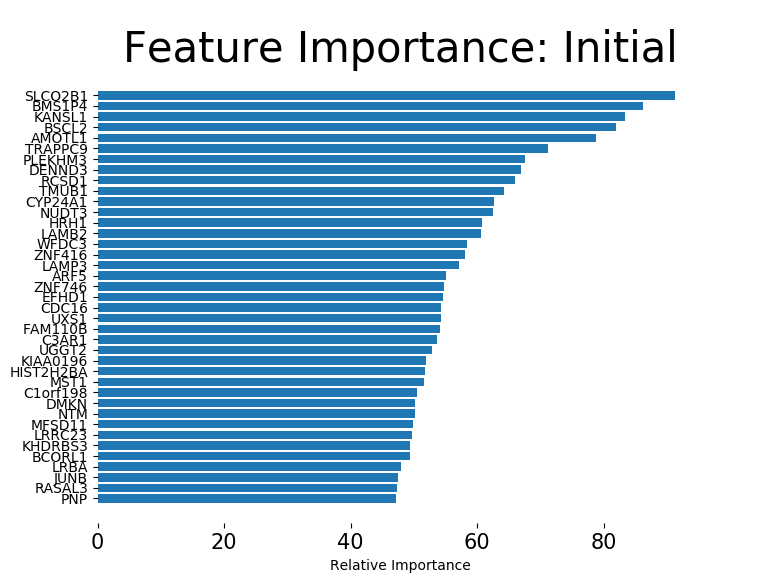 Feature Importance: Initial
SLCO2B1
BMS1P4
KANSL1
BSCL2
AMOTL1
TRAPPC9
PLEKHM3
DENND3
RCSD1
TMUB1
CYP24A1
NUDT3
HRH1
LAMB2
WFDC3
ZNF416
LAMP3
ARF5
ZNF746
EFHD1
CDC16
UXS1
FAM110B
C3AR1
UGGT2
KIAA0196
HIST2H2BA
MST1
C1orf198
DMKN
NTM
MFSD11
LRRC23
KHDRBS3
BCORL1
LRBA
JUNB
RASAL3
PNP
0 20 40 60 80
Relative Importance